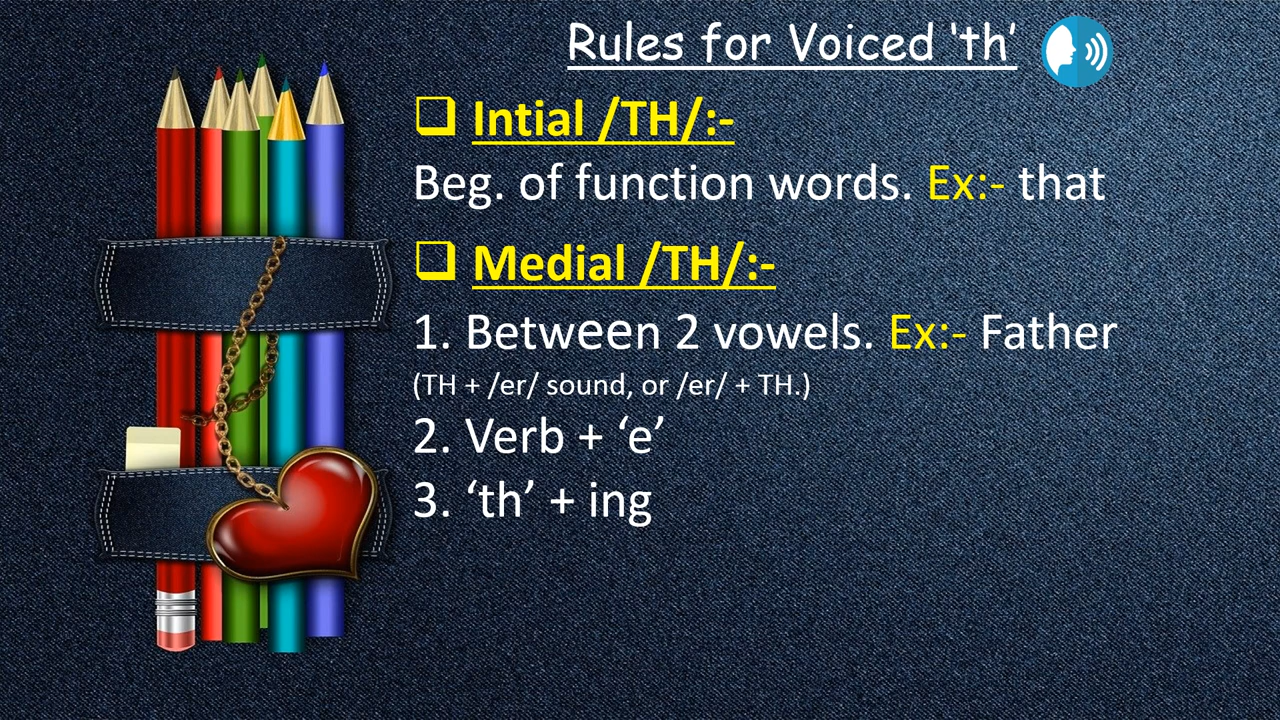 Rules for Voiced 'th'
Intial /TH/:-
Beg. of function words. Ex:- that
Medial /TH/:-
1. Between 2 vowels. Ex:- Father
(TH + /er/ sound, or /er/ + TH.)
2. Verb + ‘e’
3. ‘th’ + ing